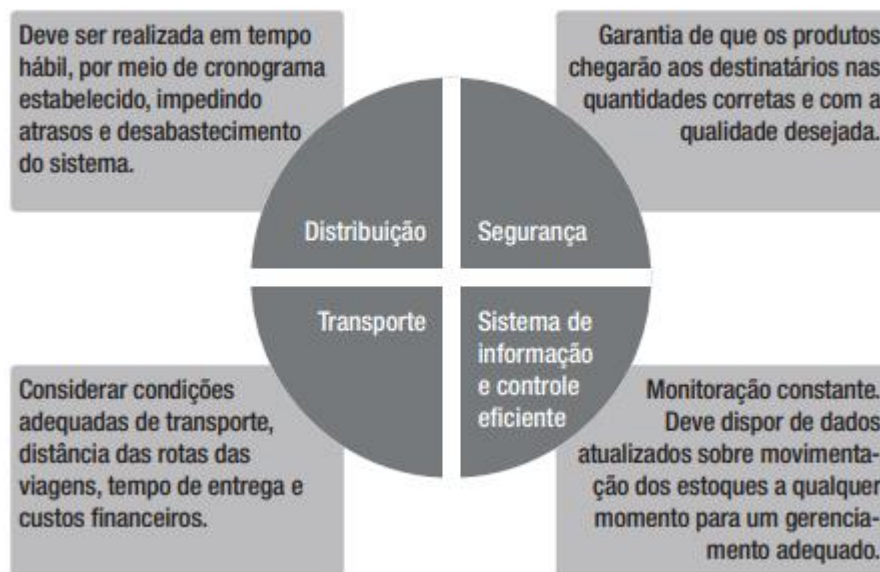 Deve ser realizada em tempo
hábil, por meio de cronograma
estabelecido, impedindo
atrasos e desabastecimento
do sistema.
Garantia de que os produtos
chegarão aos destinatários nas
quantidades corretas e com a
qualidade desejada.
Distribuição
Segurança
Transporte
Sistema de
informação
e controle
eficiente
Considerar condições
adequadas de transporte,
distância das rotas das
viagens, tempo de entrega e
custos financeiros.
Monitoração constante.
Deve dispor de dados
atualizados sobre movimenta-
ção dos estoques a qualquer
momento para um gerencia-
mento adequado.